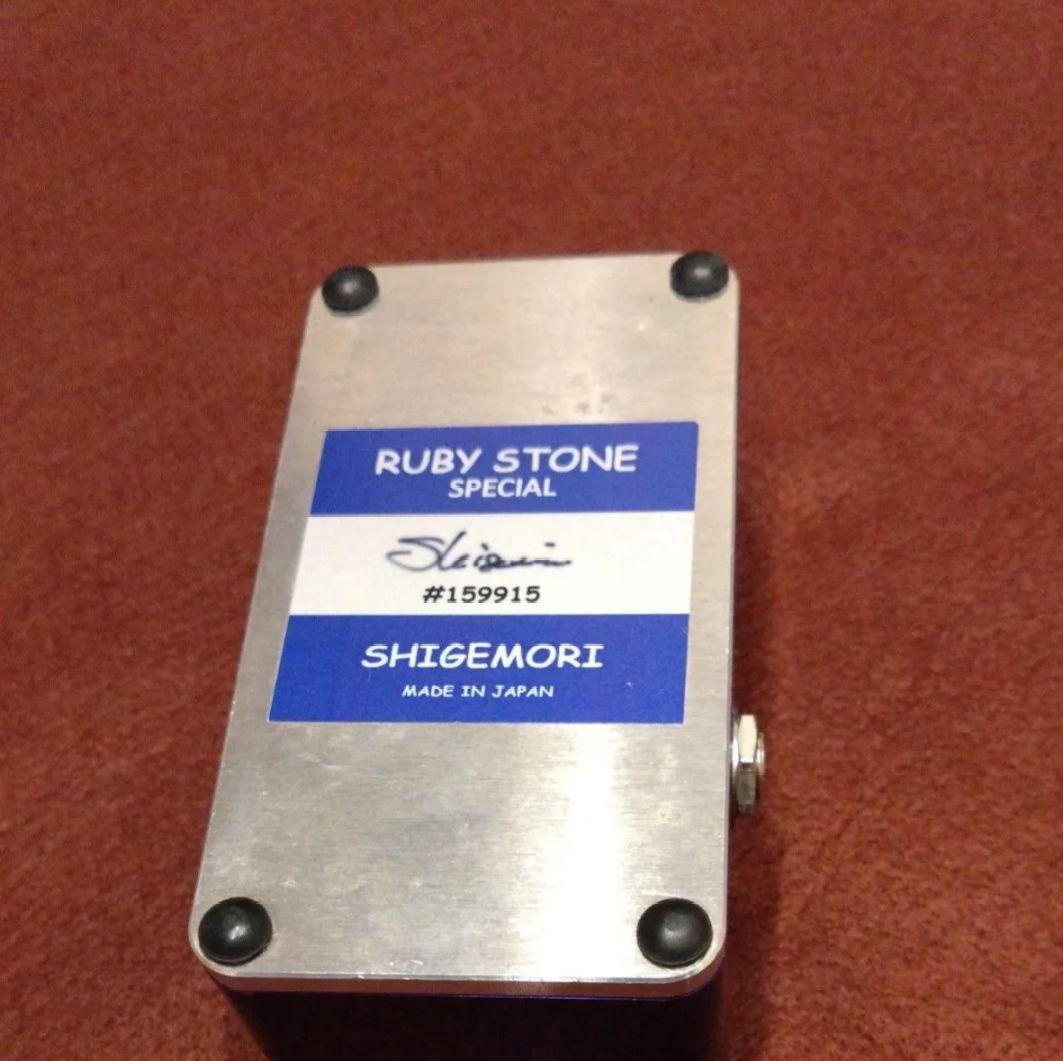 RUBY STONE
SPECIAL
#159915
SHIGEMORI
MADE IN JAPAN